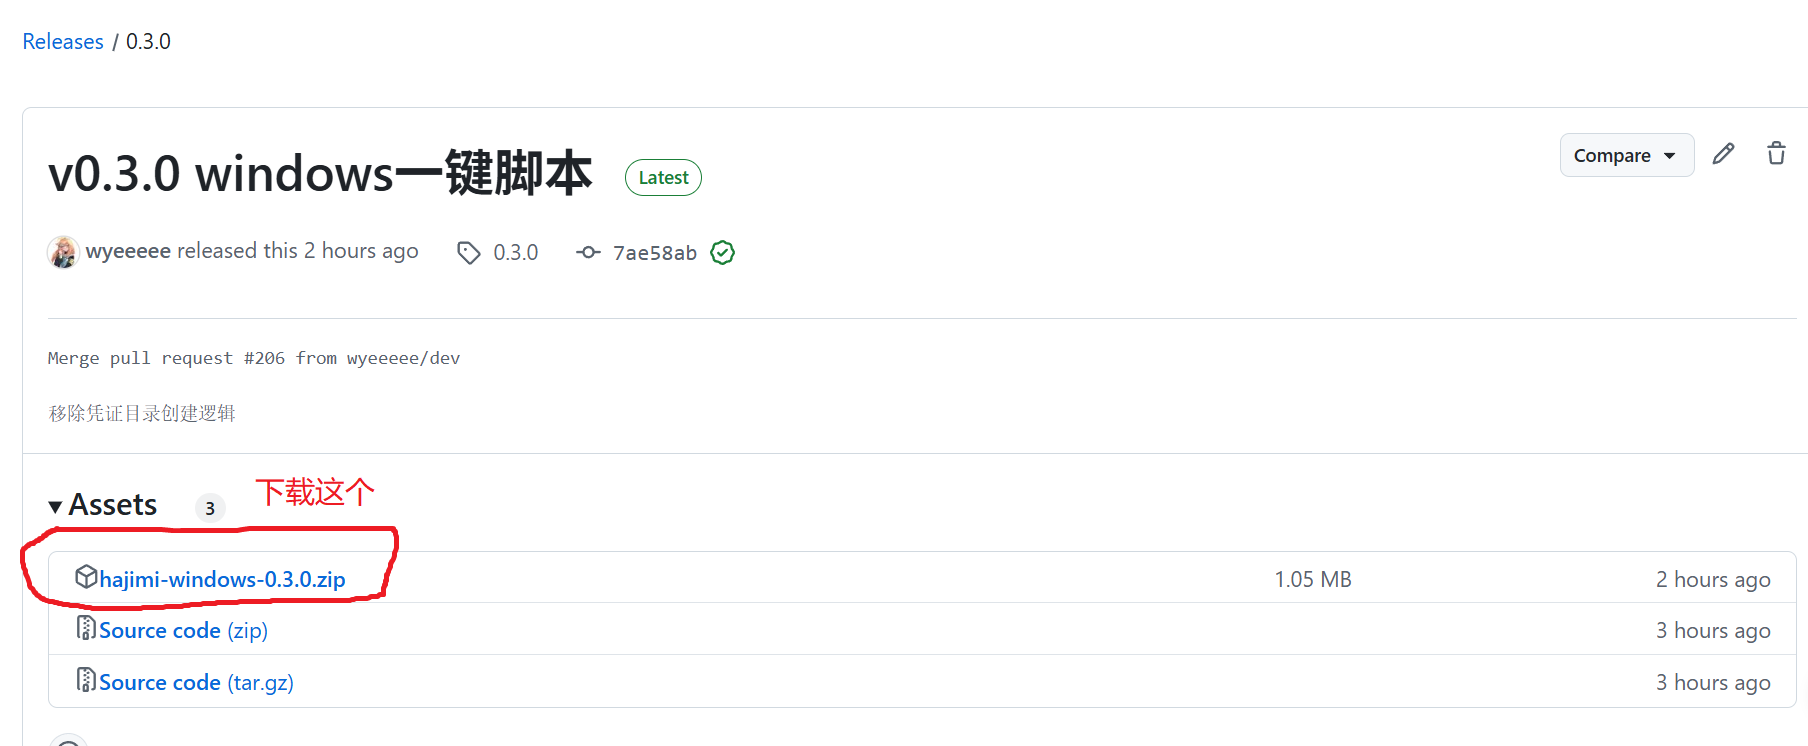 Releases / 0.3.0
v0.3.0 windows一键脚本 Latest
Compare
wyeeeee released this 2 hours ago 0.3.0 7ae58ab
Merge pull request #206 from wyeeeee/dev
移除凭证目录创建逻辑
Assets 3 下载这个
hajimi-windows-0.3.0.zip 1.05 MB 2 hours ago
Source code (zip) 3 hours ago
Source code (tar.gz) 3 hours ago